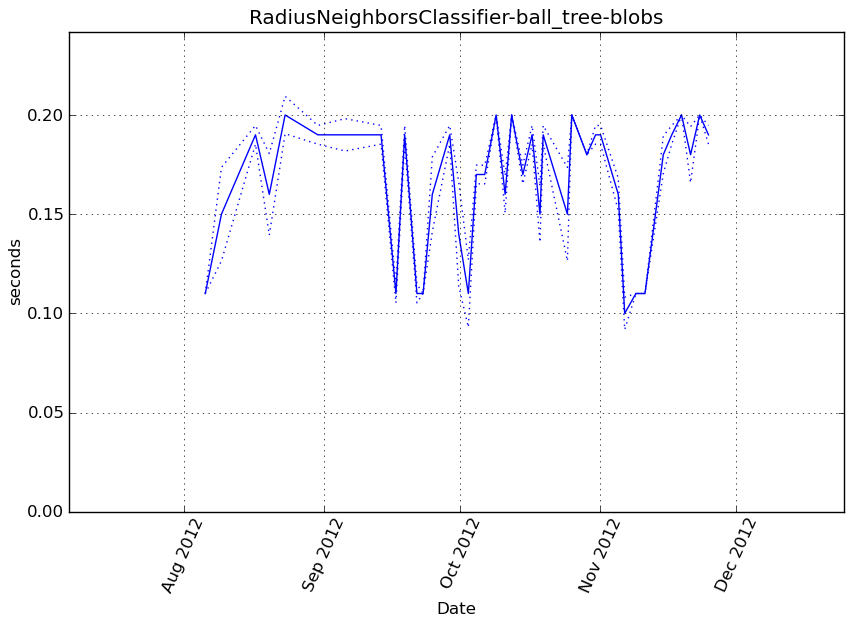 RadiusNeighborsClassifier-ball_tree-blobs
seconds
0.20
0.15
0.10
0.05
0.00
Aug 2012
Sep 2012
Oct 2012
Nov 2012
Dec 2012
Date